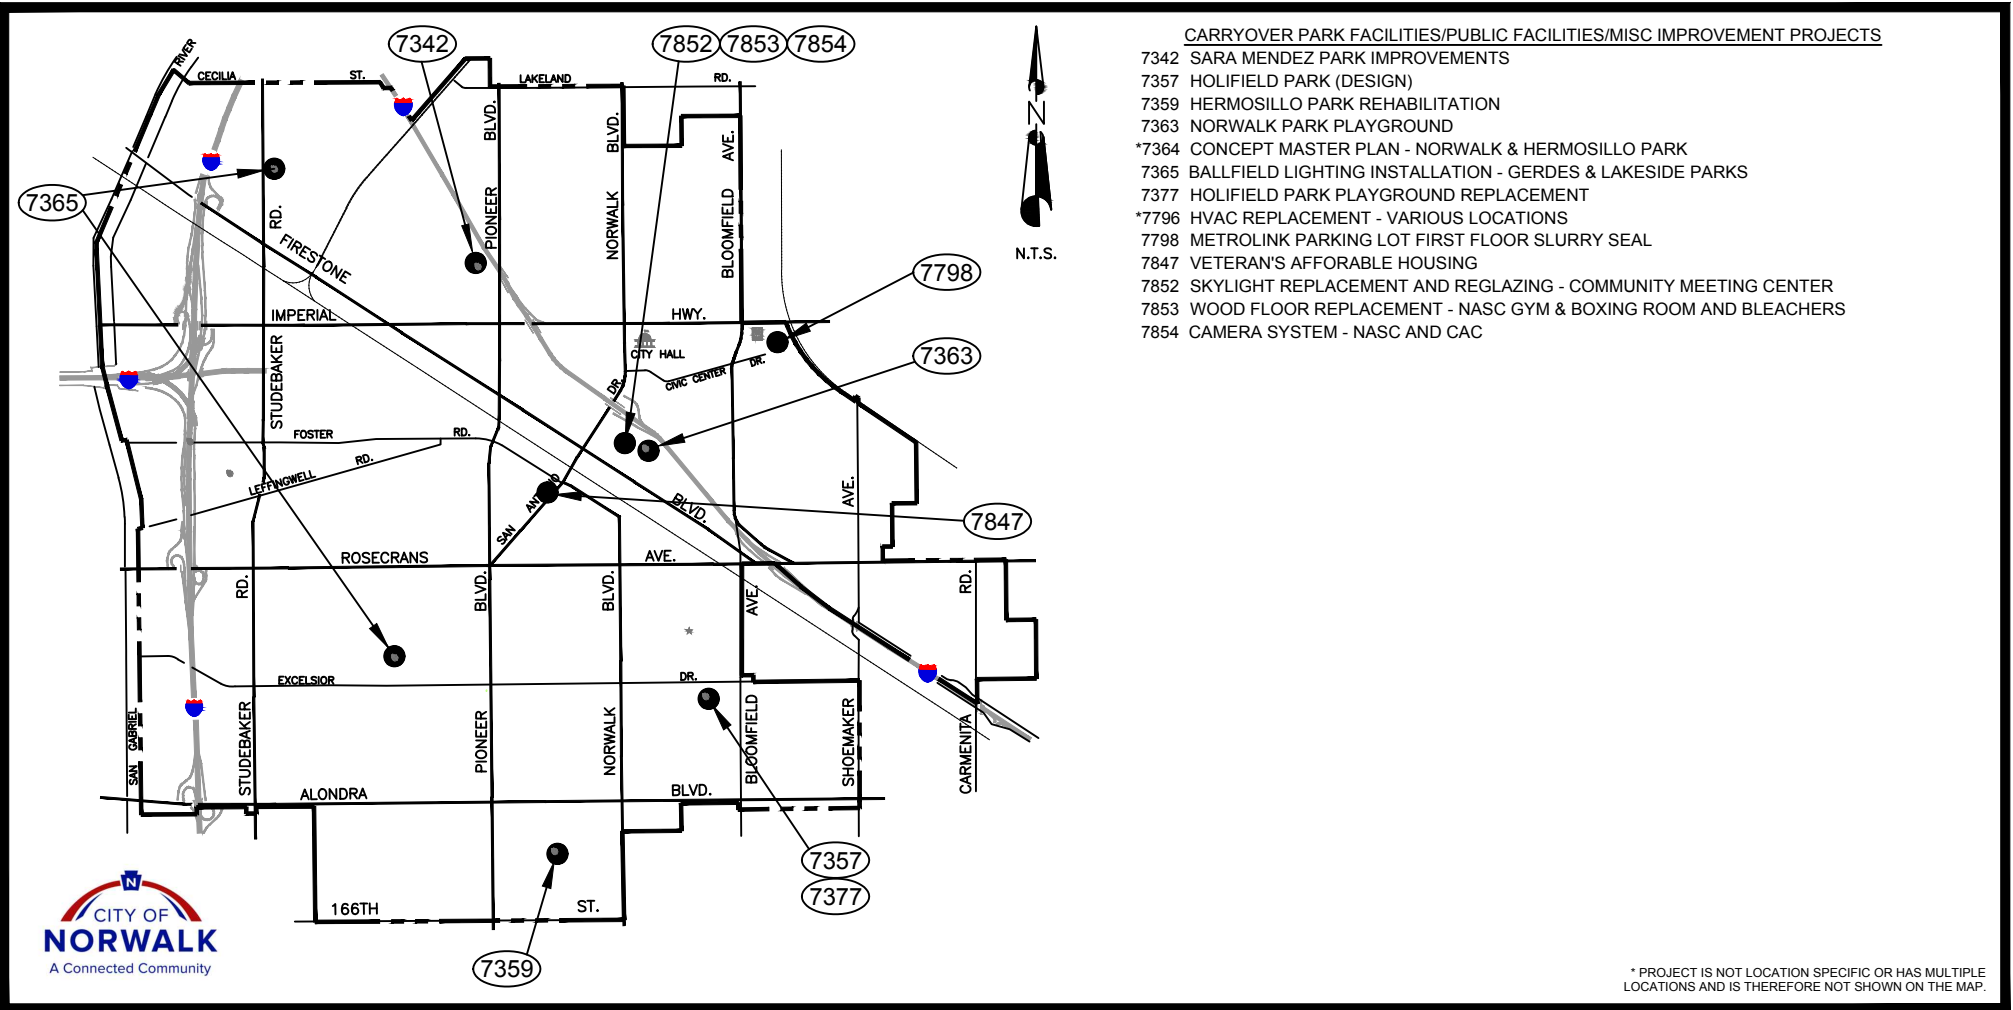 CARRYOVER PARK FACILITIES/PUBLIC FACILITIES/MISC IMPROVEMENT PROJECTS
7342 SARA MENDEZ PARK IMPROVEMENTS
7357 HOLIFIELD PARK (DESIGN)
7359 HERMOSILLO PARK REHABILITATION
7363 NORWALK PARK PLAYGROUND
*7364 CONCEPT MASTER PLAN - NORWALK & HERMOSILLO PARK
7365 BALLFIELD LIGHTING INSTALLATION - GERDES & LAKESIDE PARKS
7377 HOLIFIELD PARK PLAYGROUND REPLACEMENT
*7796 HVAC REPLACEMENT - VARIOUS LOCATIONS
7798 METROLINK PARKING LOT FIRST FLOOR SLURRY SEAL
7847 VETERAN'S AFFORABLE HOUSING
7852 SKYLIGHT REPLACEMENT AND REGLAZING - COMMUNITY MEETING CENTER
7853 WOOD FLOOR REPLACEMENT - NASC GYM & BOXING ROOM AND BLEACHERS
7854 CAMERA SYSTEM - NASC AND CAC
7342
7852 7853 7854
RIVER
CECILIA ST.
LAKELAND RD.
N
N.T.S.
BLVD.
BLVD.
AVE.
7365
RD.
PIONEER
NORWALK
BLOOMFIELD
FIRESTONE
7798
IMPERIAL HWY.
CITY HALL
CIVIC CENTER DR.
7363
STUDEBAKER
DR.
FOSTER RD.
LEFFINGWELL RD.
SAN ANTONIO
BLVD.
AVE.
7847
ROSECRANS AVE.
RD.
BLVD.
BLVD.
AVE.
RD.
EXCELSIOR DR.
SAN GABRIEL
STUDEBAKER
PIONEER
NORWALK
BLOOMFIELD
SHOEMAKER
CARMENITA
ALONDRA BLVD.
7357
7377
166TH ST.
7359
N
CITY OF
NORWALK
A Connected Community
* PROJECT IS NOT LOCATION SPECIFIC OR HAS MULTIPLE
LOCATIONS AND IS THEREFORE NOT SHOWN ON THE MAP.